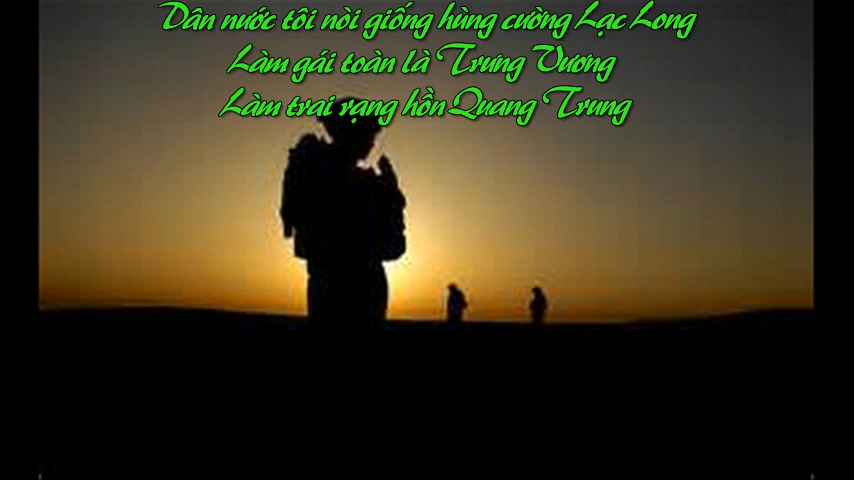 Dân nước tôi nòi giống hùng cường Lạc Long
Làm gái toàn là Trưng Vương
Làm trai rạng hồn Quang Trung